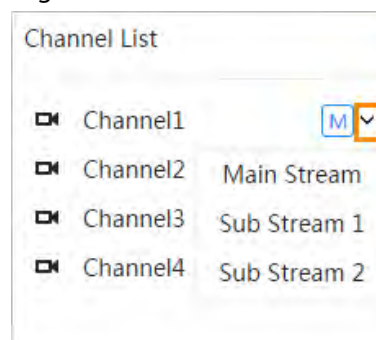 Channel List
Channel1 M
Channel2 Main Stream
Channel3 Sub Stream 1
Channel4 Sub Stream 2